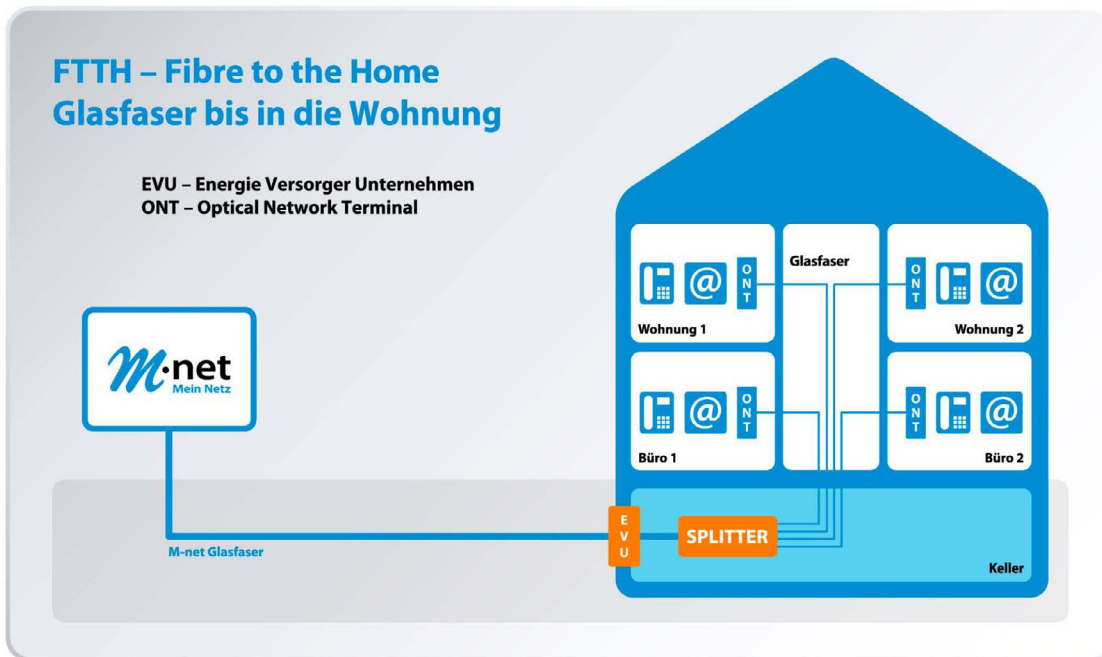 FTTH – Fibre to the Home
Glasfaser bis in die Wohnung
EVU – Energie Versorger Unternehmen
ONT – Optical Network Terminal
M·net
Mein Netz
M-net Glasfaser
Glasfaser
@
ONT
Wohnung 1
ONT
@
Wohnung 2
@
ONT
Büro 1
ONT
@
Büro 2
EVU
SPLITTER
Keller